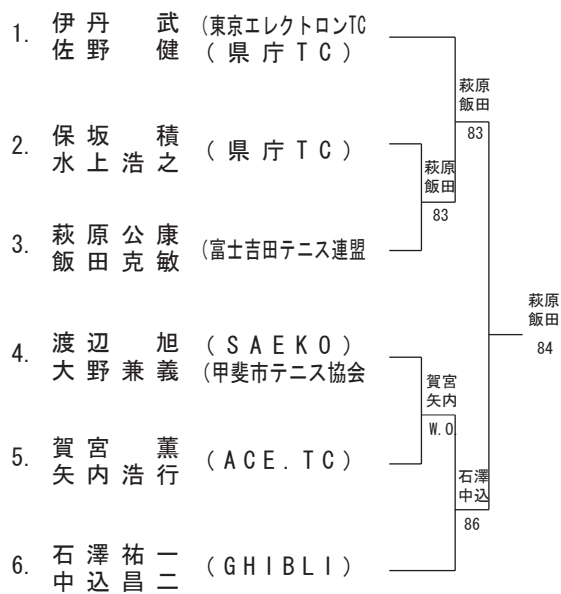 1. 伊丹 武 (東京エレクトロンTC
佐野 健 (県庁TC)
萩原
飯田
83
2. 保坂 積
水上浩之 (県庁TC)
萩原
飯田
83
3. 萩原公康
飯田克敏 (富士吉田テニス連盟
萩原
飯田
84
4. 渡辺 旭 (SAEKO)
大野兼義 (甲斐市テニス協会
賀宮
矢内
W.O.
5. 賀宮 薫
矢内浩行 (ACE.TC)
石澤
中込
86
6. 石澤祐一
中込昌二 (GHIBLI)